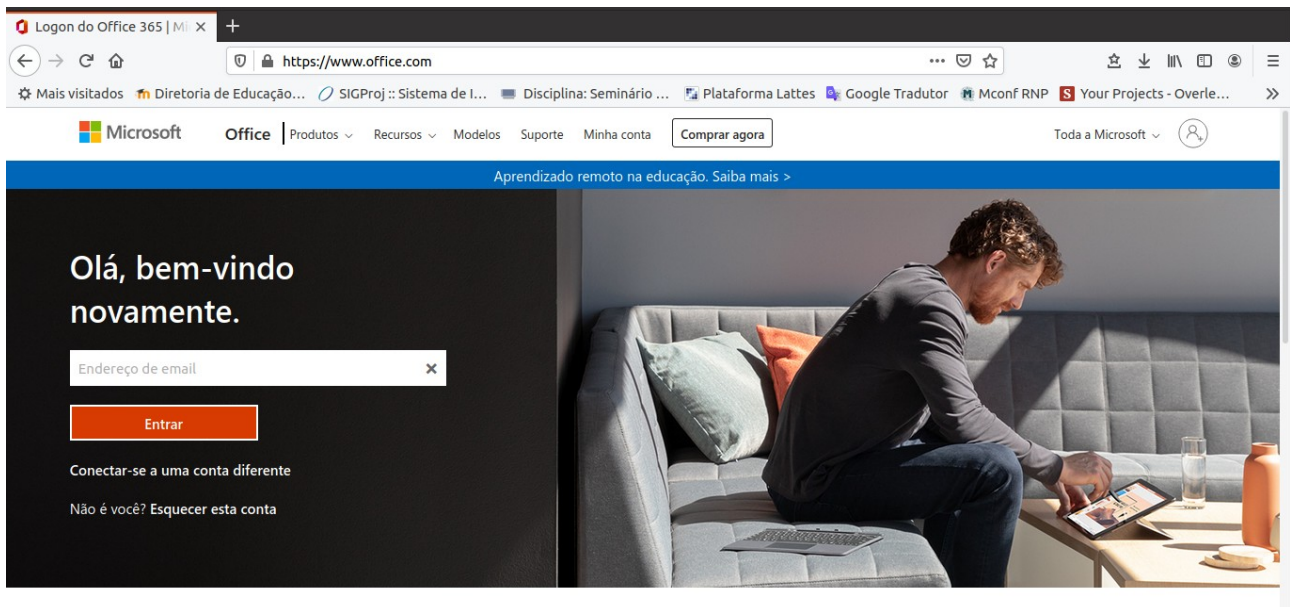 Logon do Office 365 | Mi
https://www.office.com
Mais visitados Diretoria de Educação... SIGProj :: Sistema de I... Disciplina: Seminário ... Plataforma Lattes Google Tradutor Mconf RNP Your Projects - Overle...
Microsoft Office Produtos Recursos Modelos Suporte Minha conta Comprar agora Toda a Microsoft
Aprendizado remoto na educação. Saiba mais >
Olá, bem-vindo
novamente.
Endereço de email
Entrar
Conectar-se a uma conta diferente
Não é você? Esquecer esta conta